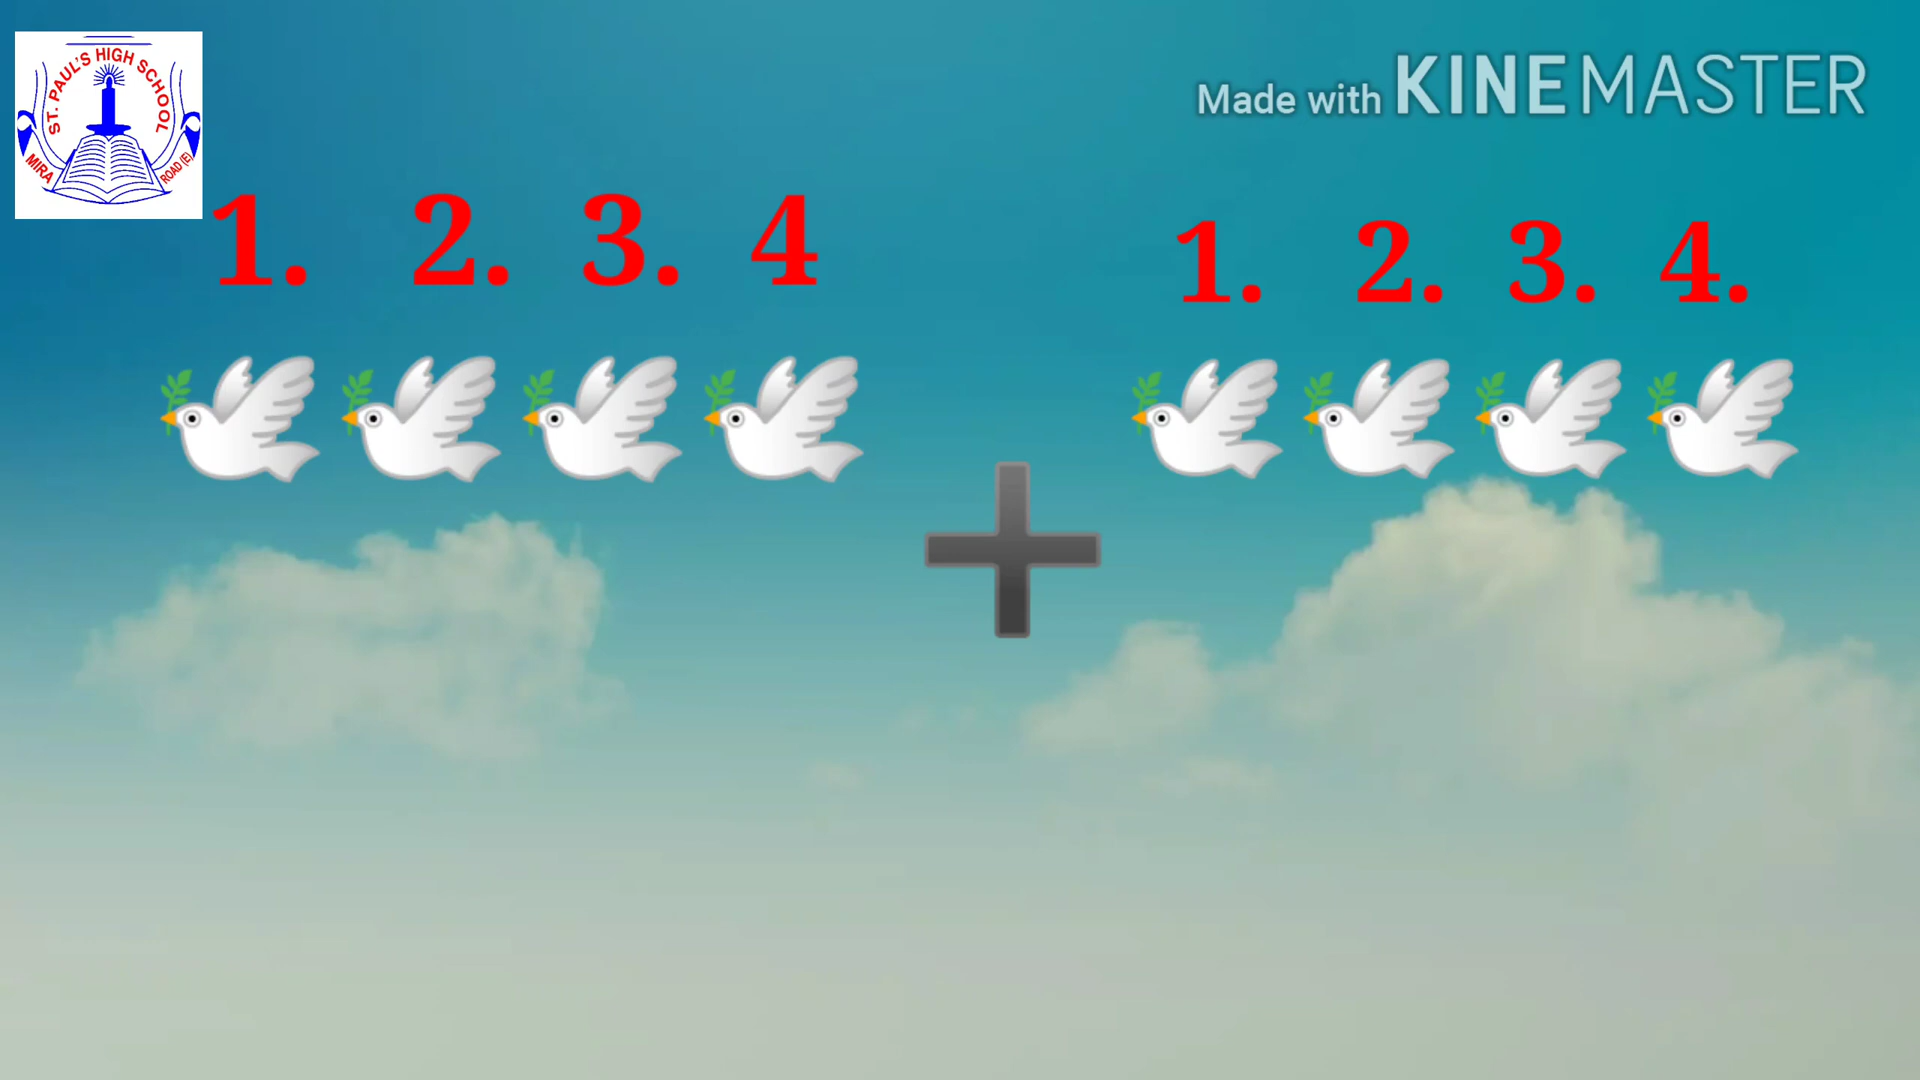 ST. PAUL'S HIGH SCHOOL
MIRA ROAD (E)
Made with KINEMASTER
1. 2. 3. 4
1. 2. 3. 4.